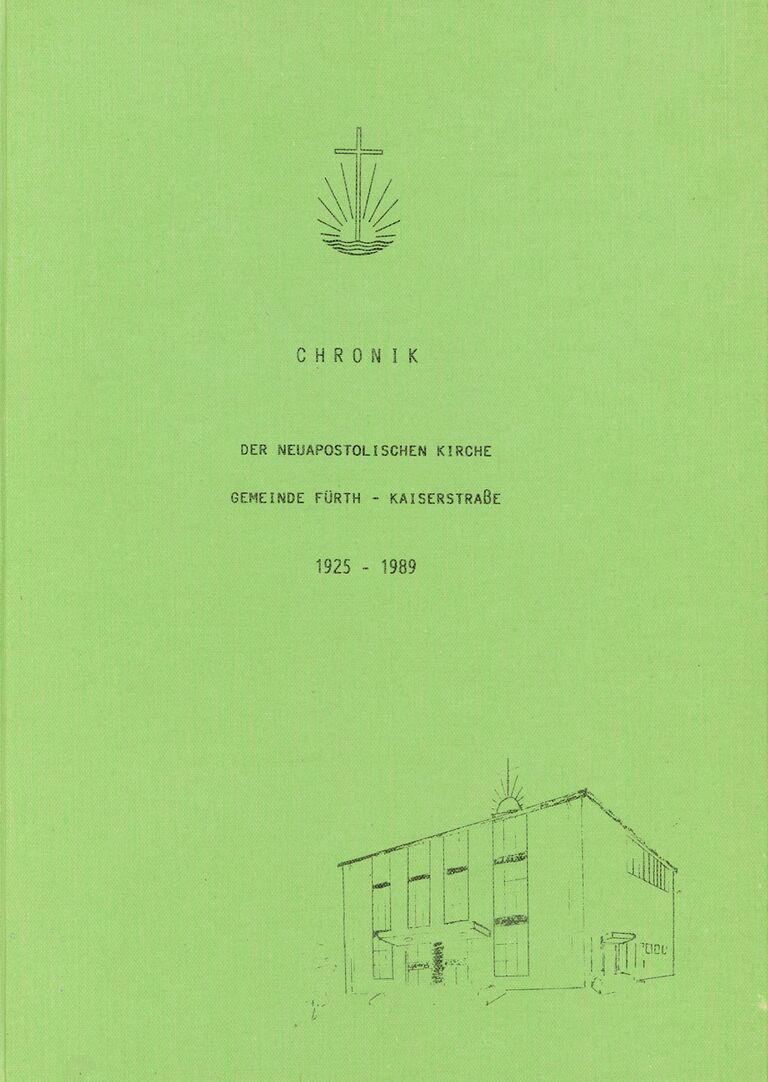 CHRONIK
DER NEUAPOSTOLISCHEN KIRCHE
GEMEINDE FÜRTH - KAISERSTRAßE
1925 - 1989